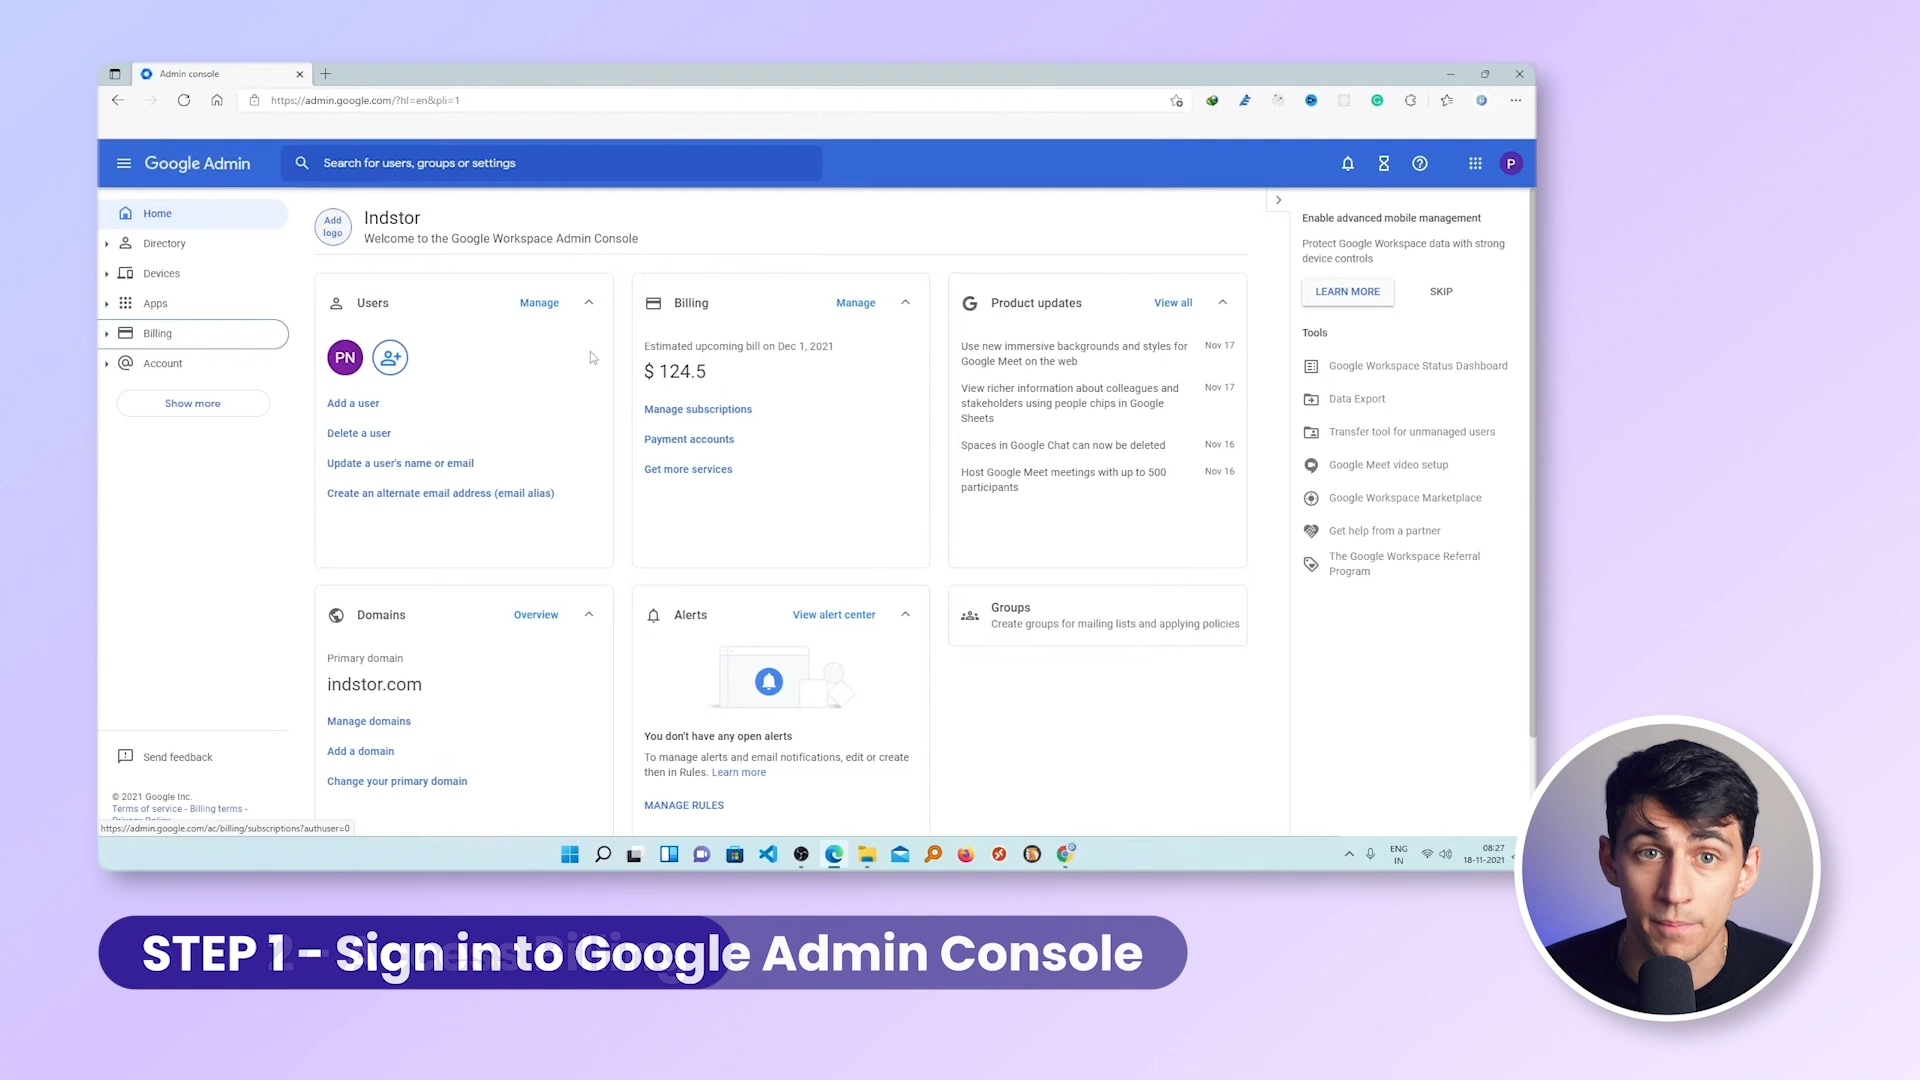 Admin console
https://admin.google.com/?hl=en&pli=1
Google Admin
Search for users, groups or settings
P
Home
Directory
Devices
Apps
Billing
Account
Show more
Send feedback
© 2021 Google Inc.
Terms of service - Billing terms -
Privacy Policy
https://admin.google.com/ac/billing/subscriptions?authuser=0
Add logo
Indstor
Welcome to the Google Workspace Admin Console
Users
Manage
PN
Add a user
Delete a user
Update a user's name or email
Create an alternate email address (email alias)
Billing
Manage
Estimated upcoming bill on Dec 1, 2021
$ 124.5
Manage subscriptions
Payment accounts
Get more services
Product updates
View all
Use new immersive backgrounds and styles for Nov 17
Google Meet on the web
View richer information about colleagues and Nov 17
stakeholders using people chips in Google
Sheets
Spaces in Google Chat can now be deleted Nov 16
Host Google Meet meetings with up to 500 Nov 16
participants
Domains
Overview
Primary domain
indstor.com
Manage domains
Add a domain
Change your primary domain
Alerts
View alert center
You don't have any open alerts
To manage alerts and email notifications, edit or create
then in Rules. Learn more
MANAGE RULES
Groups
Create groups for mailing lists and applying policies
Enable advanced mobile management
Protect Google Workspace data with strong
device controls
LEARN MORE
SKIP
Tools
Google Workspace Status Dashboard
Data Export
Transfer tool for unmanaged users
Google Meet video setup
Google Workspace Marketplace
Get help from a partner
The Google Workspace Referral
Program
ENG
IN
08:27
18-11-2021
STEP 1 - Sign in to Google Admin Console